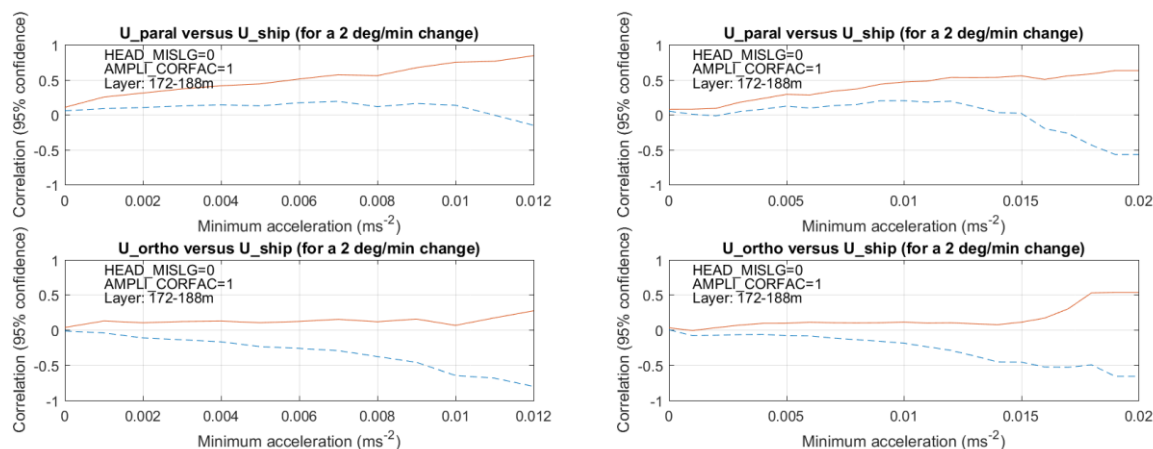 U_paral versus U_ship (for a 2 deg/min change)
Correlation (95% confidence)
1
0.5
0
-0.5
-1
HEAD_MISLG=0
AMPLI_CORFAC=1
Layer: 172-188m
0 0.002 0.004 0.006 0.008 0.01 0.012
Minimum acceleration (ms-2)
U_ortho versus U_ship (for a 2 deg/min change)
Correlation (95% confidence)
1
0.5
0
-0.5
-1
HEAD_MISLG=0
AMPLI_CORFAC=1
Layer: 172-188m
0 0.002 0.004 0.006 0.008 0.01 0.012
Minimum acceleration (ms-2)
U_paral versus U_ship (for a 2 deg/min change)
Correlation (95% confidence)
1
0.5
0
-0.5
-1
HEAD_MISLG=0
AMPLI_CORFAC=1
Layer: 172-188m
0 0.005 0.01 0.015 0.02
Minimum acceleration (ms-2)
U_ortho versus U_ship (for a 2 deg/min change)
Correlation (95% confidence)
1
0.5
0
-0.5
-1
HEAD_MISLG=0
AMPLI_CORFAC=1
Layer: 172-188m
0 0.005 0.01 0.015 0.02
Minimum acceleration (ms-2)